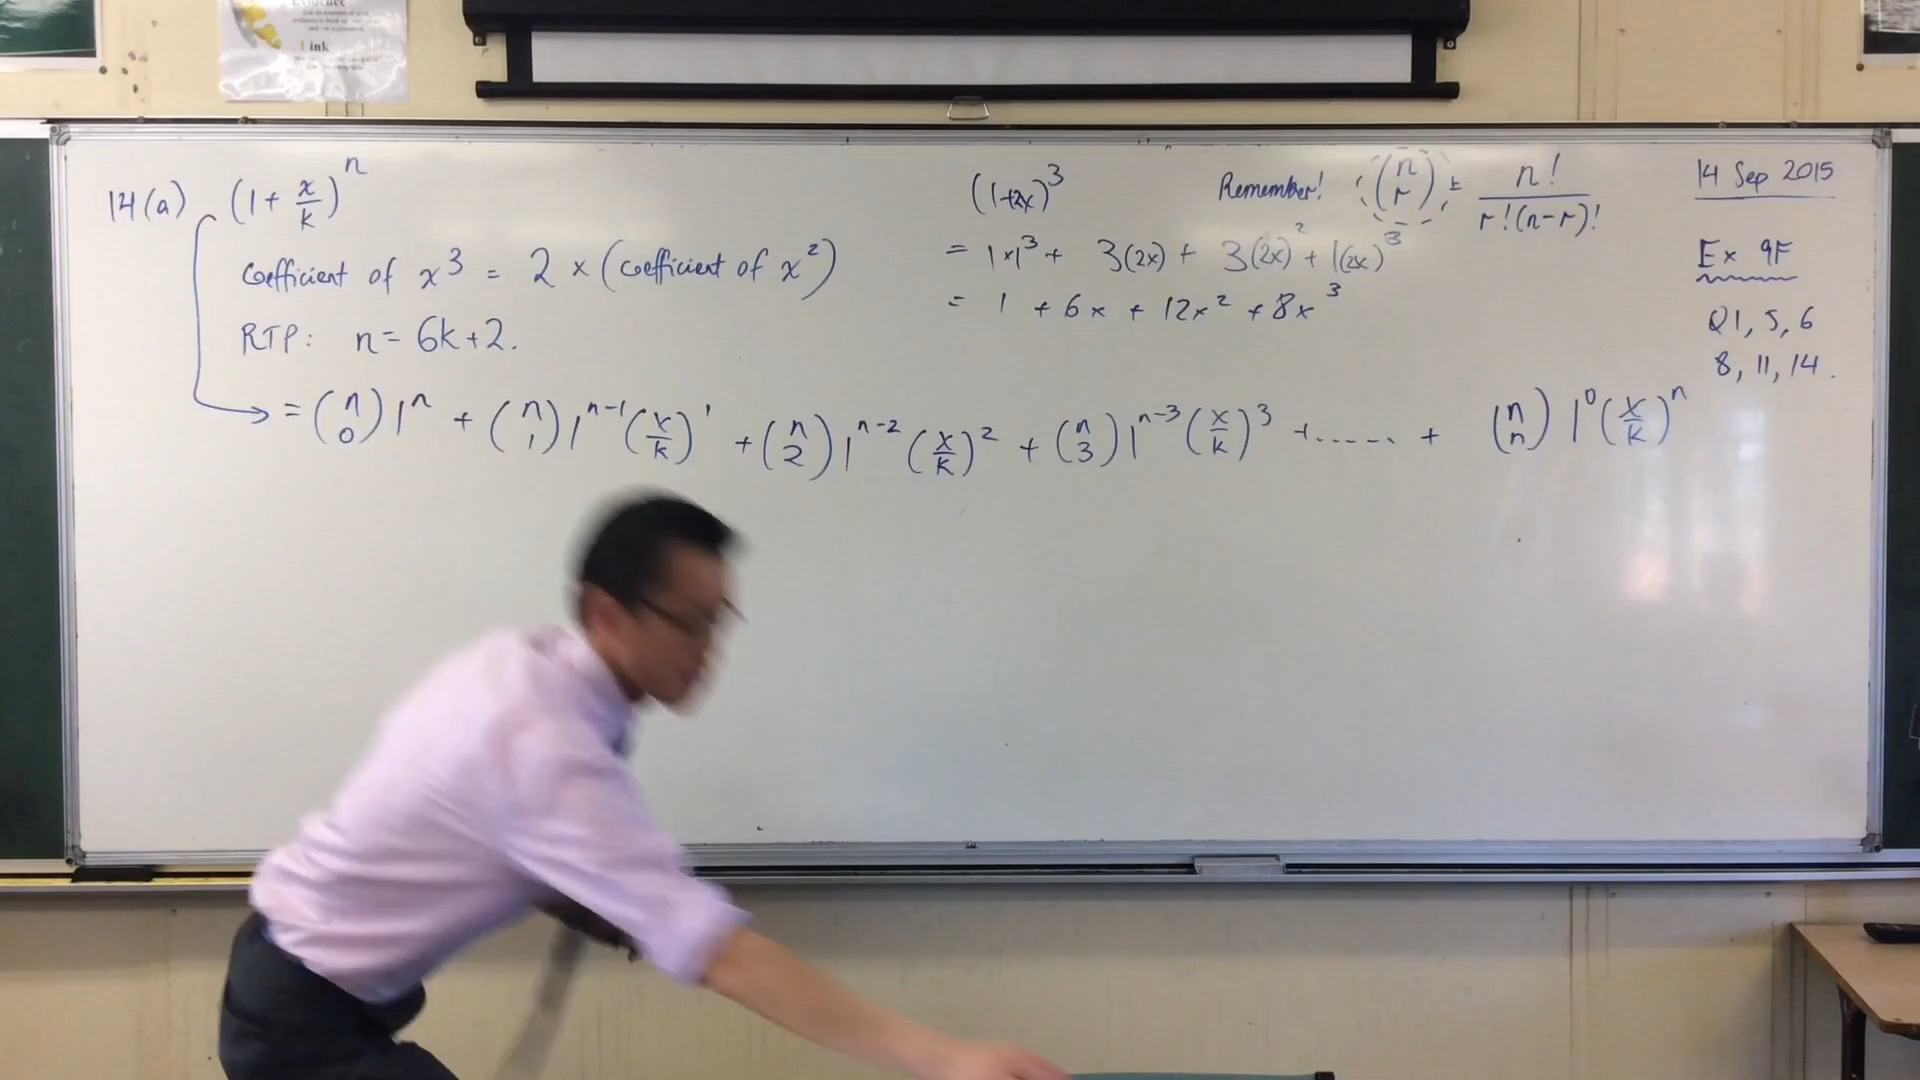 Evidence
Link
14(a) (1 + x/k)^n
Coefficient of x^3 = 2 × (coefficient of x^2)
RTP: n = 6k+2.
= (n 0) 1^n + (n 1) 1^(n-1) (x/k)^1 + (n 2) 1^(n-2) (x/k)^2 + (n 3) 1^(n-3) (x/k)^3 + ...... + (n n) 1^0 (x/k)^n
(1+2x)^3
= 1×1^3 + 3(2x) + 3(2x)^2 + 1(2x)^3
= 1 + 6x + 12x^2 + 8x^3
Remember! (n r) = n! / r!(n-r)!
14 Sep 2015
Ex 9F
Q1, 5, 6
8, 11, 14.